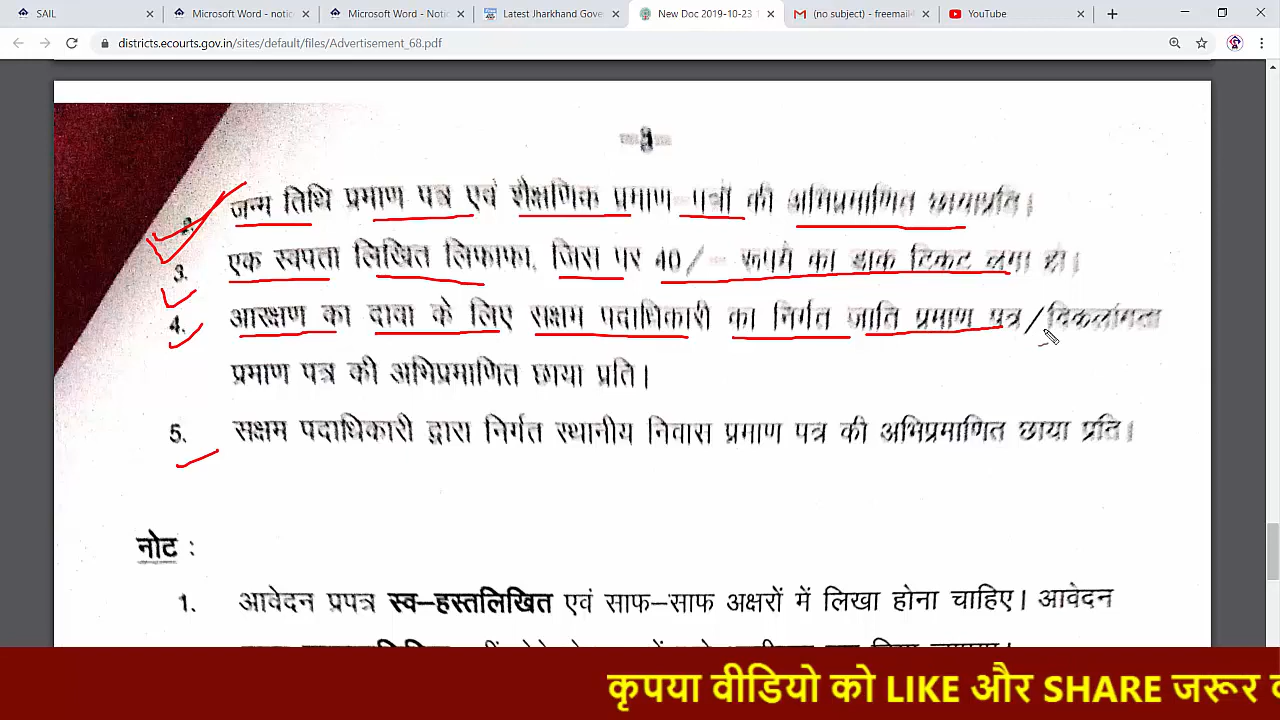 SAIL
Microsoft Word - notic
Microsoft Word - Notic
Latest Jharkhand Gove
New Doc 2019-10-23 1
(no subject) - freemail
YouTube
districts.ecourts.gov.in/sites/default/files/Advertisement_68.pdf
2. जन्म तिथि प्रमाण पत्र एवं शैक्षणिक प्रमाण पत्रों की अभिप्रमाणित छायाप्रति।
3. एक स्वपता लिखित लिफाफा, जिस पर 40/- रूपये का डाक टिकट लगा हो।
4. आरक्षण का दावा के लिए सक्षम पदाधिकारी का निर्गत जाति प्रमाण पत्र/विकलांगता
प्रमाण पत्र की अभिप्रमाणित छाया प्रति।
5. सक्षम पदाधिकारी द्वारा निर्गत स्थानीय निवास प्रमाण पत्र की अभिप्रमाणित छाया प्रति।
नोट :
1. आवेदन प्रपत्र स्व–हस्तलिखित एवं साफ–साफ अक्षरों में लिखा होना चाहिए। आवेदन
कृपया वीडियो को LIKE और SHARE जरूर